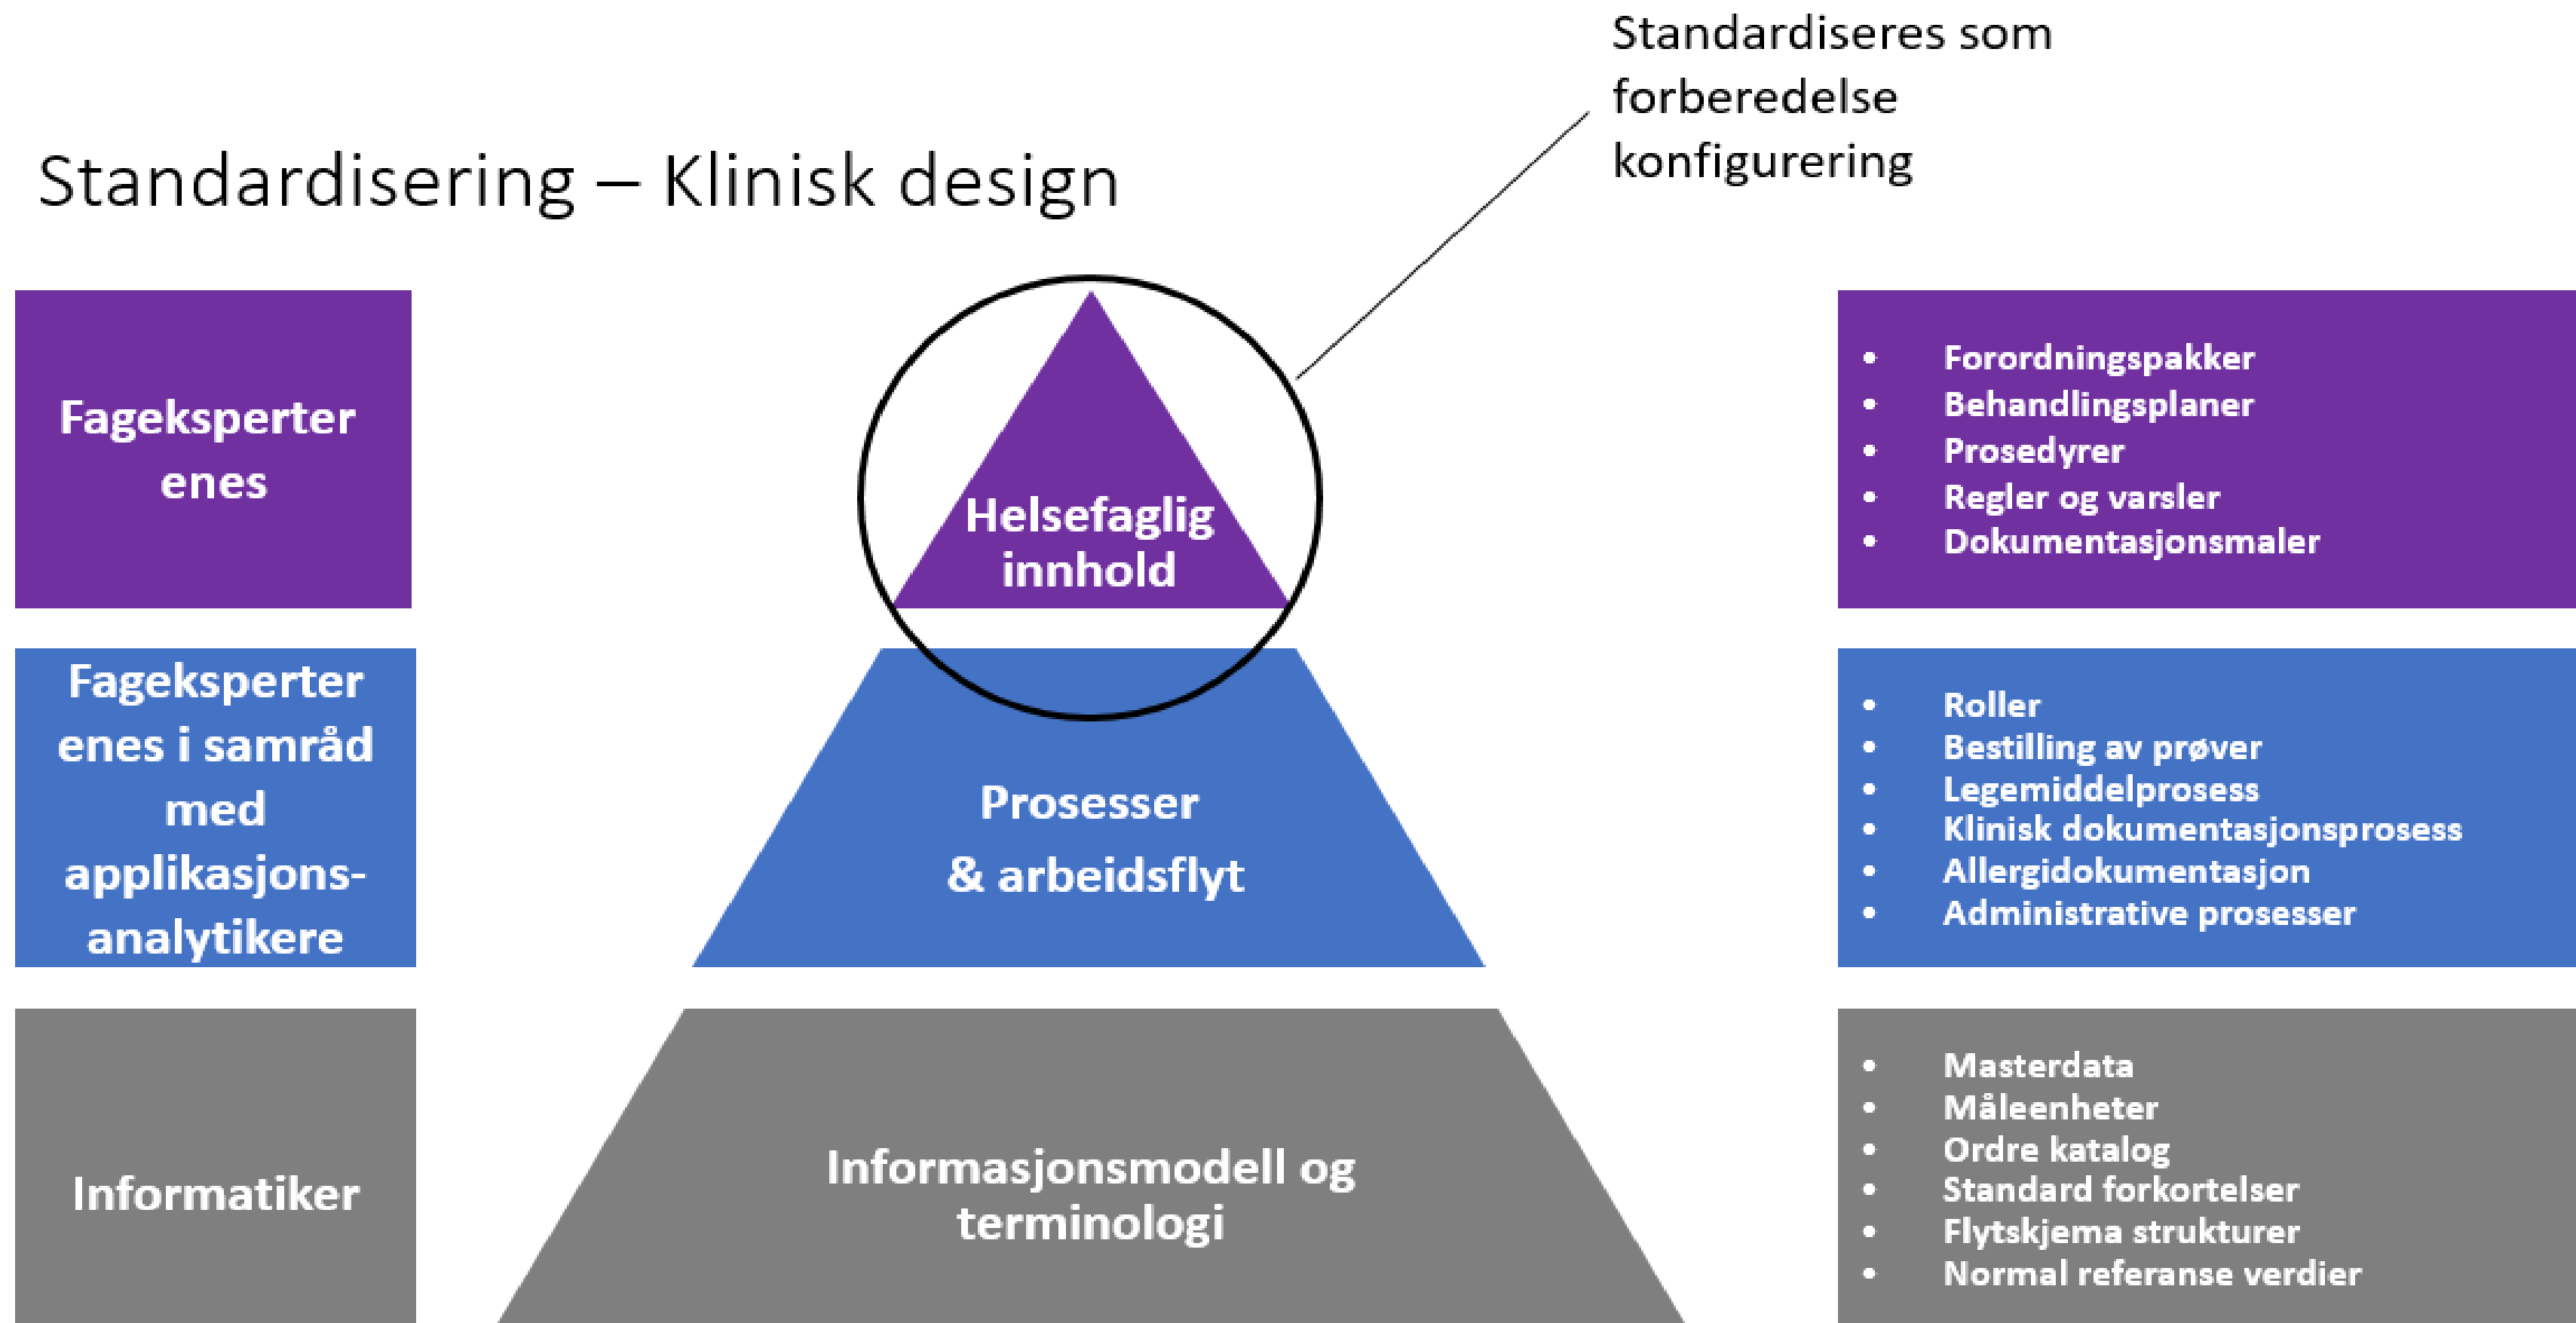 Standardiseres som
forberedelse
konfigurering
Standardisering – Klinisk design
Fageksperter
enes
Helsefaglig
innhold
• Forordningspakker
• Behandlingsplaner
• Prosedyrer
• Regler og varsler
• Dokumentasjonsmaler
Fageksperter
enes i samråd
med
applikasjons-
analytikere
Prosesser
& arbeidsflyt
• Roller
• Bestilling av prøver
• Legemiddelprosess
• Klinisk dokumentasjonsprosess
• Allergidokumentasjon
• Administrative prosesser
Informatiker
Informasjonsmodell og
terminologi
• Masterdata
• Måleenheter
• Ordre katalog
• Standard forkortelser
• Flytskjema strukturer
• Normal referanse verdier